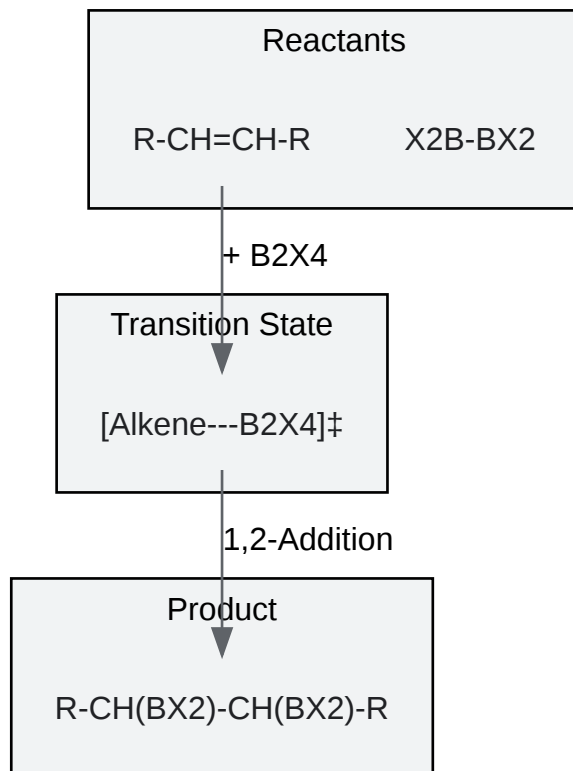 Reactants
R-CH=CH-R X2B-BX2
+ B2X4
Transition State
[Alkene---B2X4]‡
1,2-Addition
Product
R-CH(BX2)-CH(BX2)-R